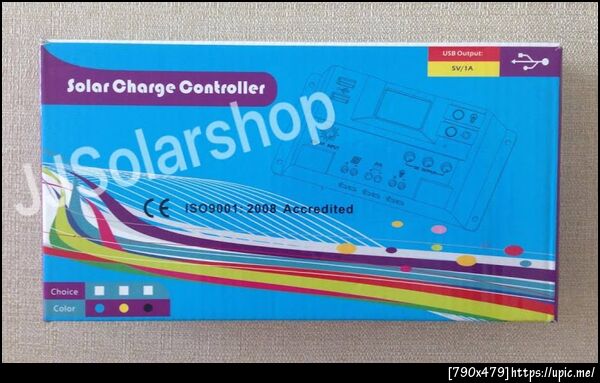 Solar Charge Controller
USB Output:
5V/1A
JJSolarshop
CE ISO9001: 2008 Accredited
Choice
Color
[790x479]https://upic.me/